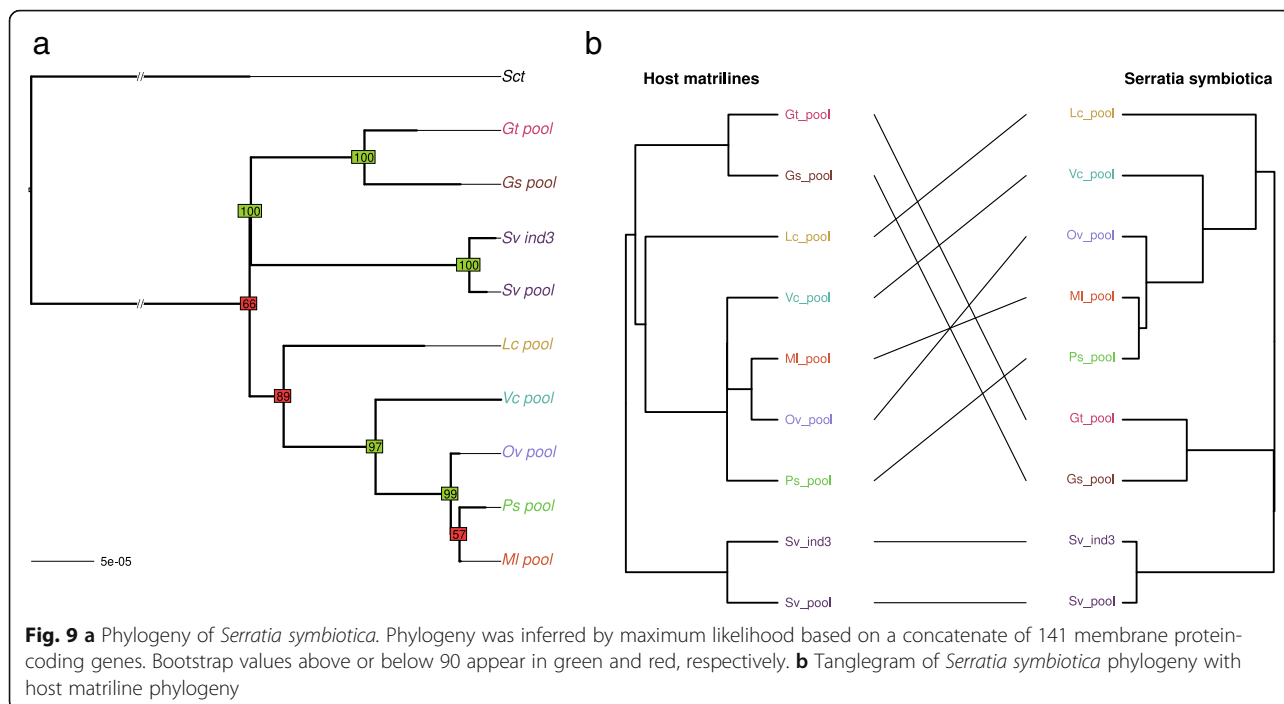 a
Sct
Gt pool
100
Gs pool
100
Sv ind3
100
Sv pool
66
Lc pool
89
Vc pool
97
Ov pool
99
Ps pool
57
Ml pool
5e-05
b
Host matrilines
Serratia symbiotica
Gt_pool
Gs_pool
Lc_pool
Vc_pool
Ml_pool
Ov_pool
Ps_pool
Sv_ind3
Sv_pool
Lc_pool
Vc_pool
Ov_pool
Ml_pool
Ps_pool
Gt_pool
Gs_pool
Sv_ind3
Sv_pool
Fig. 9 a Phylogeny of Serratia symbiotica. Phylogeny was inferred by maximum likelihood based on a concatenate of 141 membrane protein-
coding genes. Bootstrap values above or below 90 appear in green and red, respectively. b Tanglegram of Serratia symbiotica phylogeny with
host matriline phylogeny